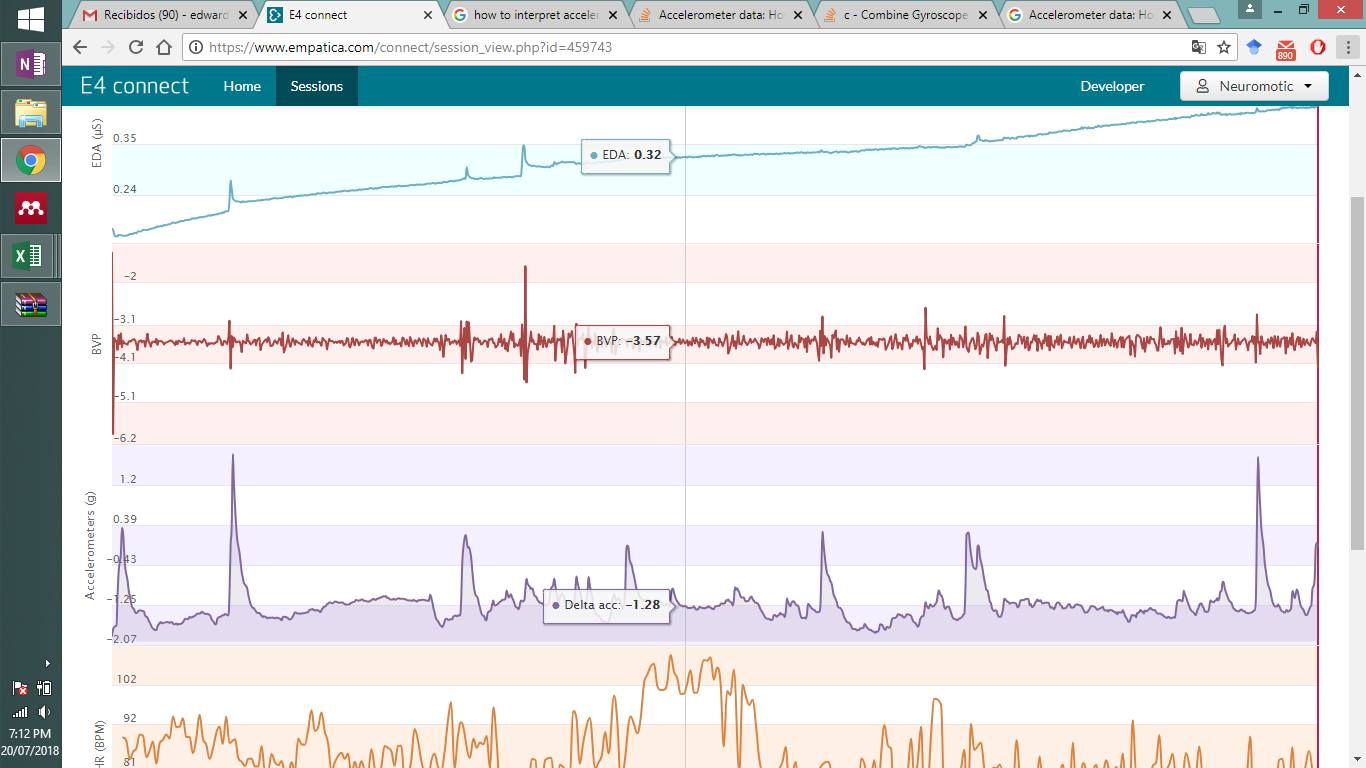 Recibidos (90) - edward
E4 connect
how to interpret acceler
Accelerometer data: Ho
c - Combine Gyroscope
Accelerometer data: Ho
https://www.empatica.com/connect/session_view.php?id=459743
890
E4 connect
Home
Sessions
Developer
Neuromotic
EDA (µS)
0.35
0.24
EDA: 0.32
BVP
-2
-3.1
-4.1
-5.1
-6.2
BVP: -3.57
Accelerometers (g)
1.2
0.39
-0.43
-1.25
-2.07
Delta acc: -1.28
HR (BPM)
102
92
81
7:12 PM
20/07/2018